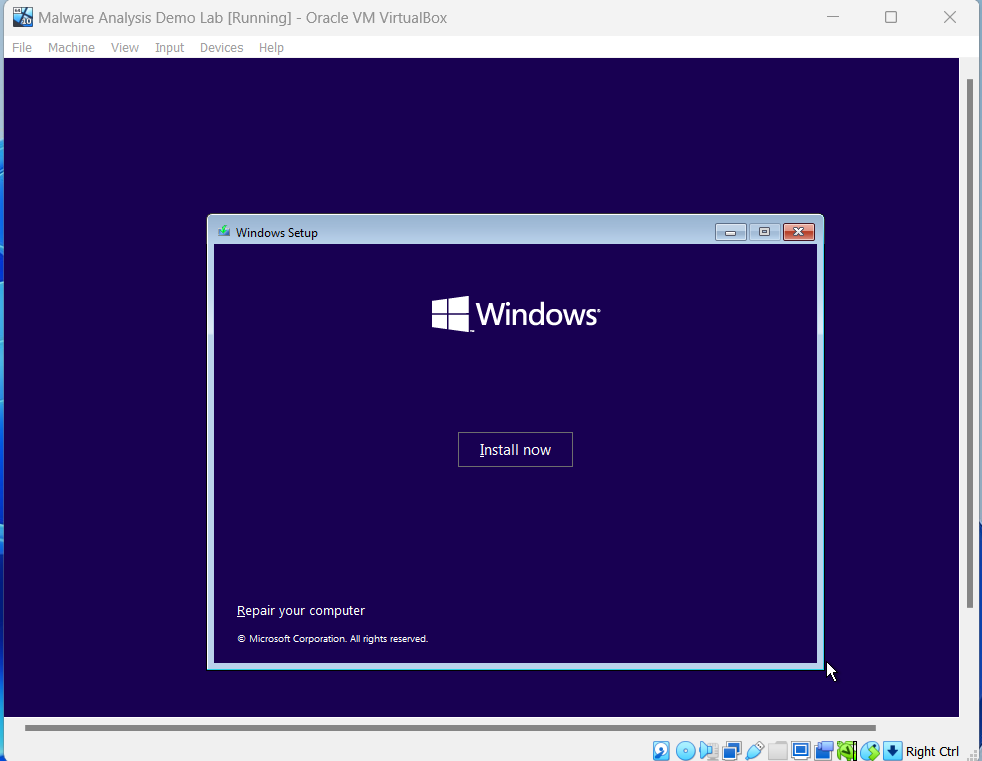 Malware Analysis Demo Lab [Running] - Oracle VM VirtualBox
File Machine View Input Devices Help
Windows Setup
Windows
Install now
Repair your computer
© Microsoft Corporation. All rights reserved.
Right Ctrl